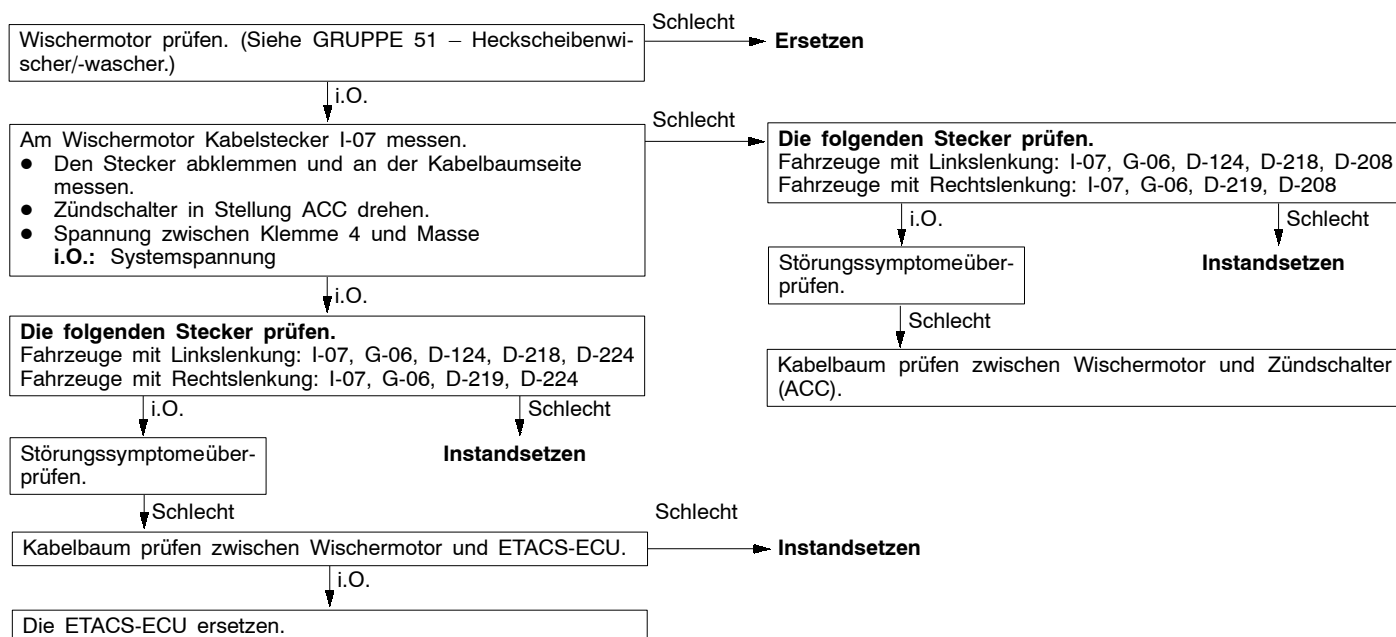 Wischermotor prüfen. (Siehe GRUPPE 51 – Heckscheibenwi-
scher/-wascher.)
Schlecht
Ersetzen
i.O.
Am Wischermotor Kabelstecker I-07 messen.
● Den Stecker abklemmen und an der Kabelbaumseite
messen.
● Zündschalter in Stellung ACC drehen.
● Spannung zwischen Klemme 4 und Masse
i.O.: Systemspannung
Schlecht
Die folgenden Stecker prüfen.
Fahrzeuge mit Linkslenkung: I-07, G-06, D-124, D-218, D-208
Fahrzeuge mit Rechtslenkung: I-07, G-06, D-219, D-208
i.O.
Schlecht
Störungssymptomeüber-
prüfen.
Instandsetzen
Schlecht
Kabelbaum prüfen zwischen Wischermotor und Zündschalter
(ACC).
i.O.
Die folgenden Stecker prüfen.
Fahrzeuge mit Linkslenkung: I-07, G-06, D-124, D-218, D-224
Fahrzeuge mit Rechtslenkung: I-07, G-06, D-219, D-224
i.O.
Schlecht
Störungssymptomeüber-
prüfen.
Instandsetzen
Schlecht
Kabelbaum prüfen zwischen Wischermotor und ETACS-ECU.
Schlecht
Instandsetzen
i.O.
Die ETACS-ECU ersetzen.